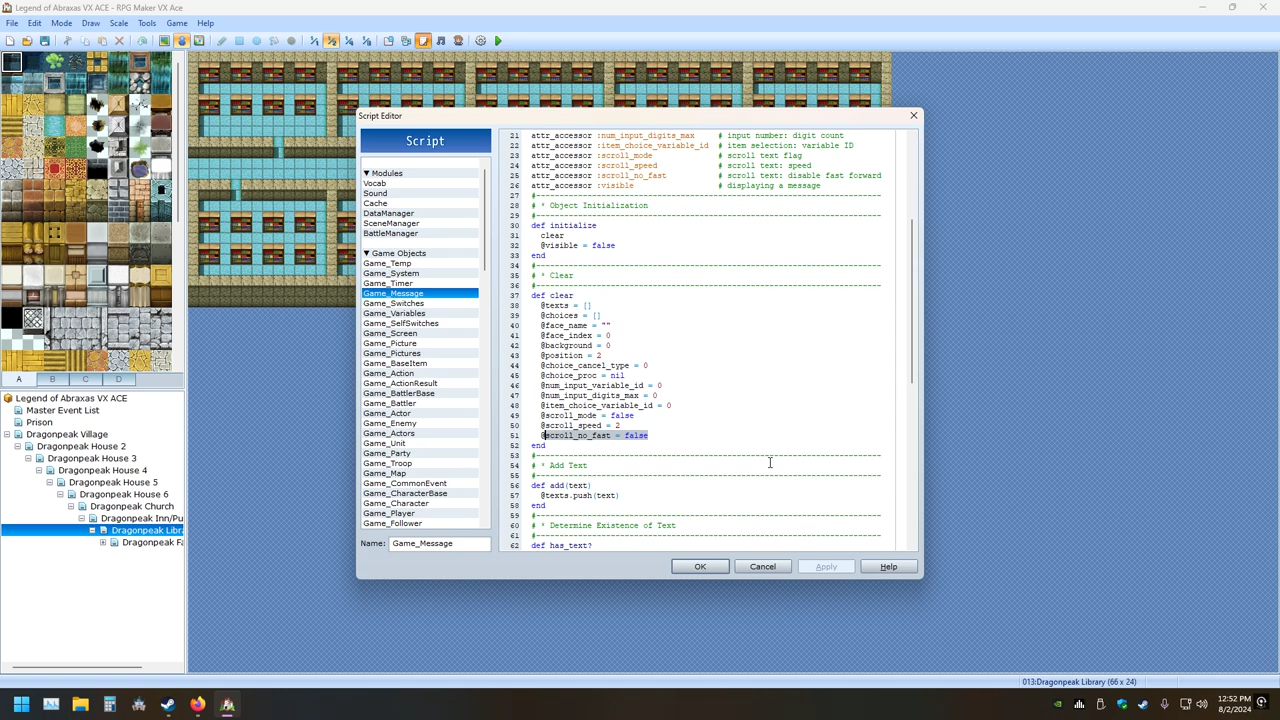 Legend of Abraxas VX ACE - RPG Maker VX Ace
File Edit Mode Draw Scale Tools Game Help
Script Editor
Script
▼ Modules
Vocab
Sound
Cache
DataManager
SceneManager
BattleManager
▼ Game Objects
Game_Temp
Game_System
Game_Timer
Game_Message
Game_Switches
Game_Variables
Game_SelfSwitches
Game_Screen
Game_Picture
Game_Pictures
Game_BaseItem
Game_Action
Game_ActionResult
Game_BattlerBase
Game_Battler
Game_Actor
Game_Enemy
Game_Actors
Game_Unit
Game_Party
Game_Troop
Game_Map
Game_CommonEvent
Game_CharacterBase
Game_Character
Game_Player
Game_Follower
Name: Game_Message
21 attr_accessor :num_input_digits_max # input number: digit count
22 attr_accessor :item_choice_variable_id # item selection: variable ID
23 attr_accessor :scroll_mode # scroll text flag
24 attr_accessor :scroll_speed # scroll text: speed
25 attr_accessor :scroll_no_fast # scroll text: disable fast forward
26 attr_accessor :visible # displaying a message
27 #--------------------------------------------------------------------------
28 # * Object Initialization
29 #--------------------------------------------------------------------------
30 def initialize
31 clear
32 @visible = false
33 end
34 #--------------------------------------------------------------------------
35 # * Clear
36 #--------------------------------------------------------------------------
37 def clear
38 @texts = []
39 @choices = []
40 @face_name = ""
41 @face_index = 0
42 @background = 0
43 @position = 2
44 @choice_cancel_type = 0
45 @choice_proc = nil
46 @num_input_variable_id = 0
47 @num_input_digits_max = 0
48 @item_choice_variable_id = 0
49 @scroll_mode = false
50 @scroll_speed = 2
51 @scroll_no_fast = false
52 end
53 #--------------------------------------------------------------------------
54 # * Add Text
55 #--------------------------------------------------------------------------
56 def add(text)
57 @texts.push(text)
58 end
59 #--------------------------------------------------------------------------
60 # * Determine Existence of Text
61 #--------------------------------------------------------------------------
62 def has_text?
OK Cancel Apply Help
A B C D
Legend of Abraxas VX ACE
Master Event List
Prison
Dragonpeak Village
Dragonpeak House 2
Dragonpeak House 3
Dragonpeak House 4
Dragonpeak House 5
Dragonpeak House 6
Dragonpeak Church
Dragonpeak Inn/Pu
Dragonpeak Libr
Dragonpeak Fa
013:Dragonpeak Library (66 x 24)
12:52 PM
8/2/2024